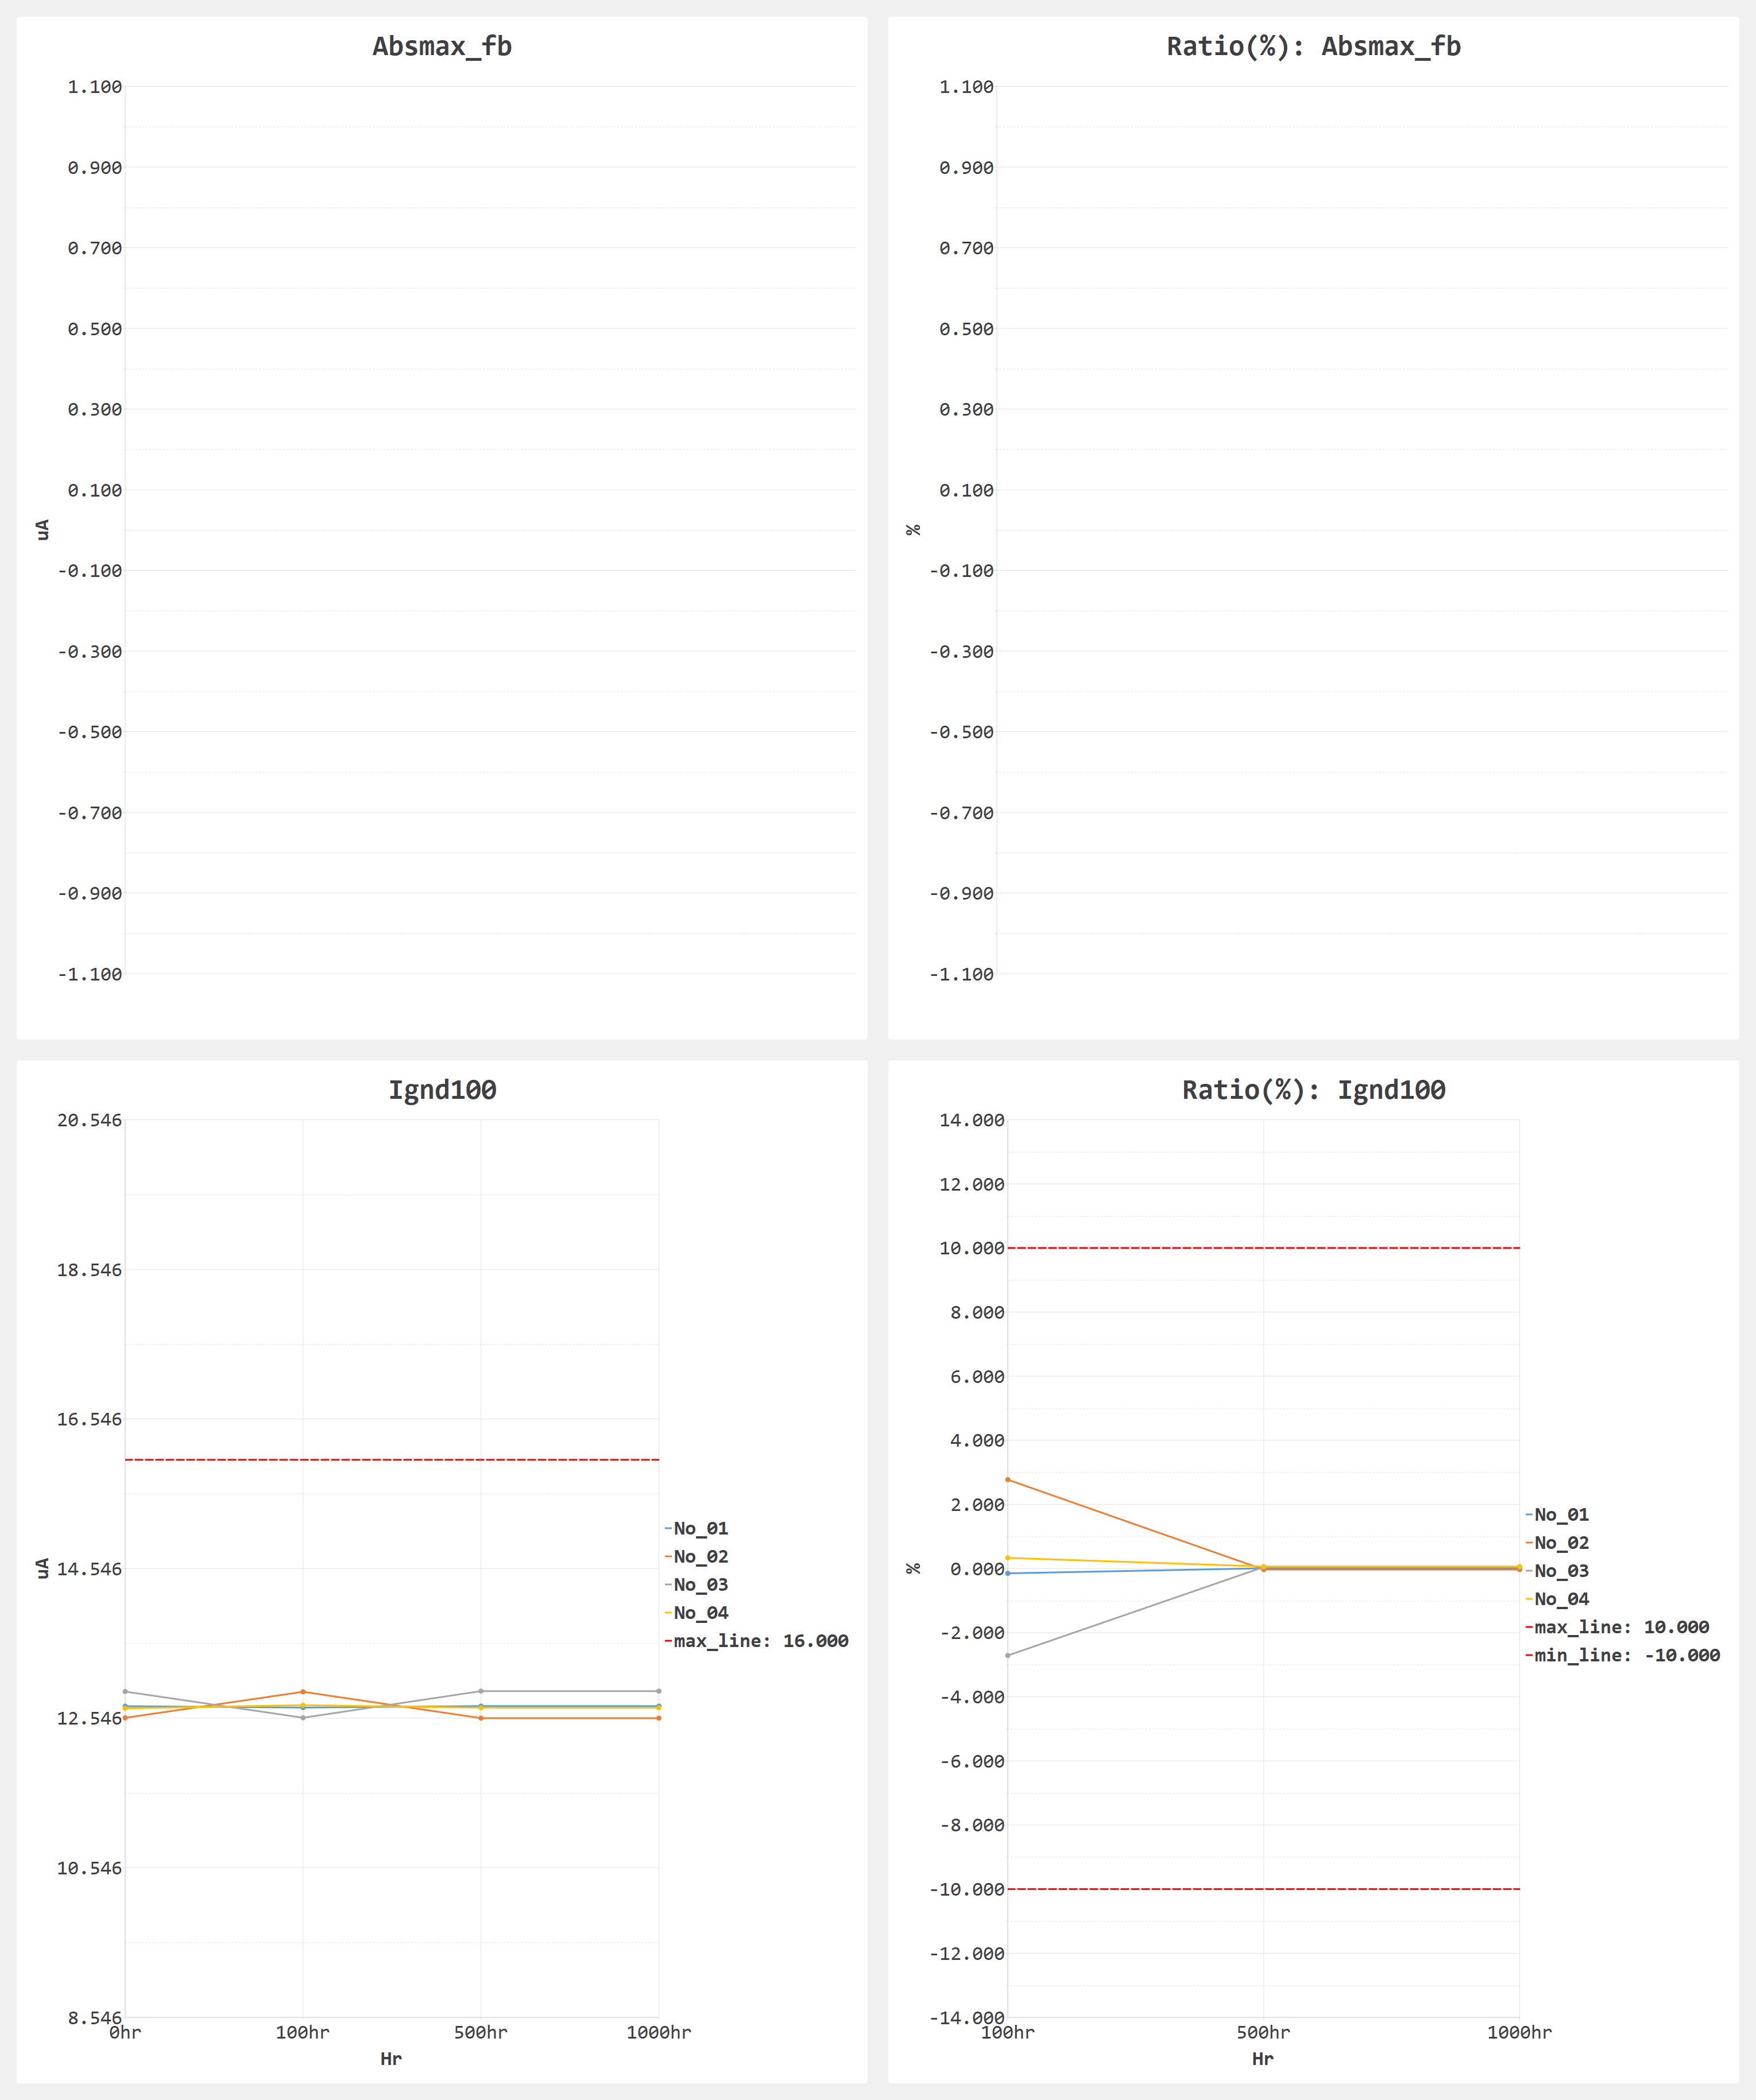 Absmax_fb
1.100
0.900
0.700
0.500
0.300
0.100
-0.100
-0.300
-0.500
-0.700
-0.900
-1.100
uA
Ratio(%): Absmax_fb
1.100
0.900
0.700
0.500
0.300
0.100
-0.100
-0.300
-0.500
-0.700
-0.900
-1.100
%
Ignd100
20.546
18.546
16.546
14.546
12.546
10.546
8.546
uA
0hr 100hr 500hr 1000hr
Hr
No_01
No_02
No_03
No_04
max_line: 16.000
Ratio(%): Ignd100
14.000
12.000
10.000
8.000
6.000
4.000
2.000
0.000
-2.000
-4.000
-6.000
-8.000
-10.000
-12.000
-14.000
%
100hr 500hr 1000hr
Hr
No_01
No_02
No_03
No_04
max_line: 10.000
min_line: -10.000